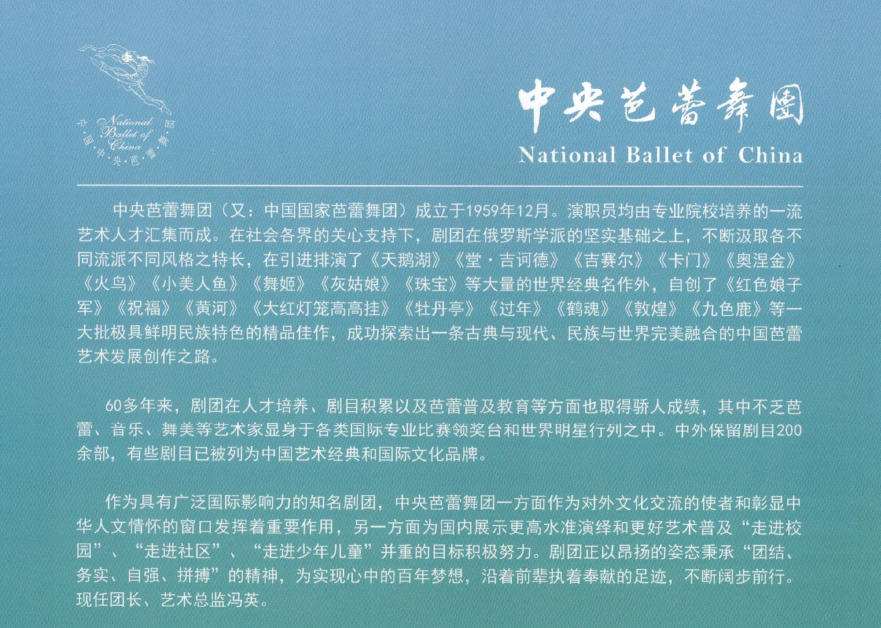 National
Ballet of
China
中·国·中·央·芭·蕾·舞·团
中央芭蕾舞團
National Ballet of China
中央芭蕾舞团（又：中国国家芭蕾舞团）成立于1959年12月。演职员均由专业院校培养的一流
艺术人才汇集而成。在社会各界的关心支持下，剧团在俄罗斯学派的坚实基础之上，不断汲取各不
同流派不同风格之特长，在引进排演了《天鹅湖》《堂·吉诃德》《吉赛尔》《卡门》《奥涅金》
《火鸟》《小美人鱼》《舞姬》《灰姑娘》《珠宝》等大量的世界经典名作外，自创了《红色娘子
军》《祝福》《黄河》《大红灯笼高高挂》《牡丹亭》《过年》《鹤魂》《敦煌》《九色鹿》等一
大批极具鲜明民族特色的精品佳作，成功探索出一条古典与现代、民族与世界完美融合的中国芭蕾
艺术发展创作之路。
60多年来，剧团在人才培养、剧目积累以及芭蕾普及教育等方面也取得骄人成绩，其中不乏芭
蕾、音乐、舞美等艺术家显身于各类国际专业比赛领奖台和世界明星行列之中。中外保留剧目200
余部，有些剧目已被列为中国艺术经典和国际文化品牌。
作为具有广泛国际影响力的知名剧团，中央芭蕾舞团一方面作为对外文化交流的使者和彰显中
华人文情怀的窗口发挥着重要作用，另一方面为国内展示更高水准演绎和更好艺术普及“走进校
园”、“走进社区”、“走进少年儿童”并重的目标积极努力。剧团正以昂扬的姿态秉承“团结、
务实、自强、拼搏”的精神，为实现心中的百年梦想，沿着前辈执着奉献的足迹，不断阔步前行。
现任团长、艺术总监冯英。